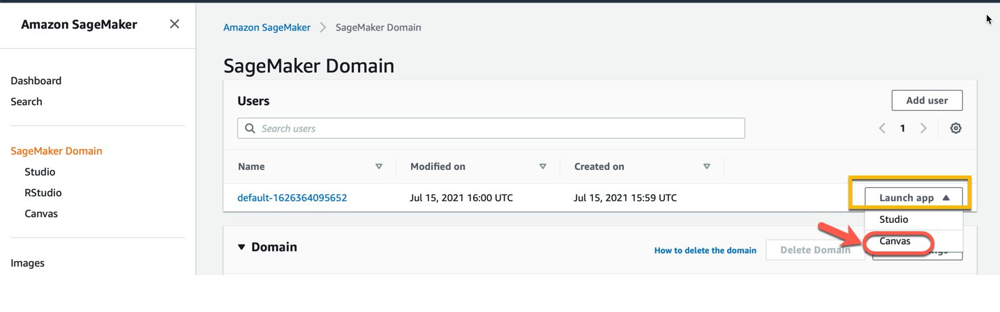 Amazon SageMaker
Amazon SageMaker SageMaker Domain
Dashboard
Search
SageMaker Domain
Studio
RStudio
Canvas
Images
SageMaker Domain
Users
Add user
Search users
1
Name Modified on Created on
default-1626364095652 Jul 15, 2021 16:00 UTC Jul 15, 2021 15:59 UTC Launch app
Studio
Canvas
Domain
How to delete the domain Delete Domain